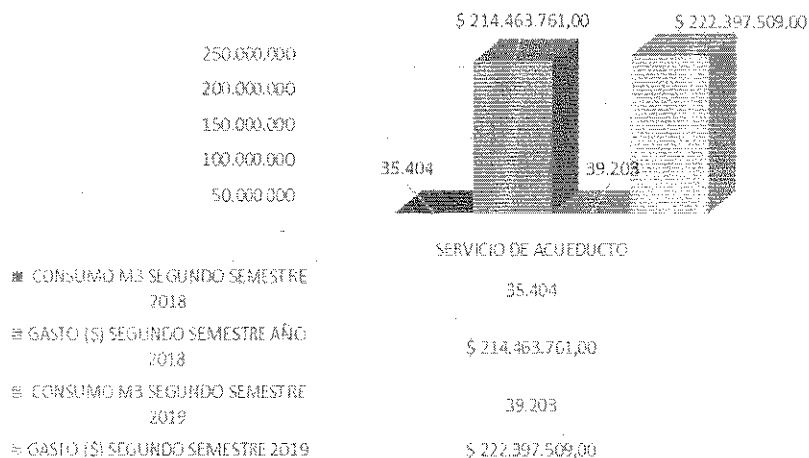 $ 214.463.761,00 $ 222.397.509,00
250.000.000
200.000.000
150.000.000
100.000.000
50.000.000
35.404 39.203
SERVICIO DE ACUEDUCTO
CONSUMO M3 SEGUNDO SEMESTRE
2018
35.404
GASTO ($) SEGUNDO SEMESTRE AÑO
2018
$ 214.463.761,00
CONSUMO M3 SEGUNDO SEMESTRE
2019
39.203
GASTO ($) SEGUNDO SEMESTRE 2019 $ 222.397.509,00